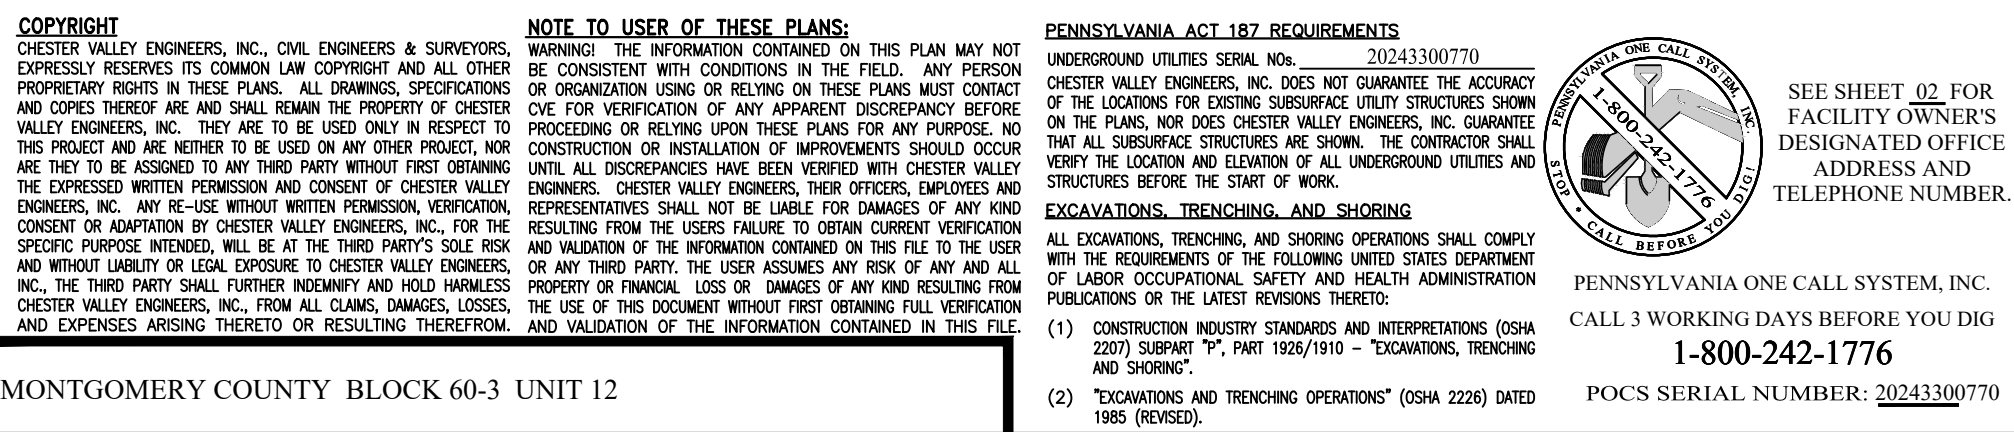 COPYRIGHT
CHESTER VALLEY ENGINEERS, INC., CIVIL ENGINEERS & SURVEYORS,
EXPRESSLY RESERVES ITS COMMON LAW COPYRIGHT AND ALL OTHER
PROPRIETARY RIGHTS IN THESE PLANS. ALL DRAWINGS, SPECIFICATIONS
AND COPIES THEREOF ARE AND SHALL REMAIN THE PROPERTY OF CHESTER
VALLEY ENGINEERS, INC. THEY ARE TO BE USED ONLY IN RESPECT TO
THIS PROJECT AND ARE NEITHER TO BE USED ON ANY OTHER PROJECT, NOR
ARE THEY TO BE ASSIGNED TO ANY THIRD PARTY WITHOUT FIRST OBTAINING
THE EXPRESSED WRITTEN PERMISSION AND CONSENT OF CHESTER VALLEY
ENGINEERS, INC. ANY RE-USE WITHOUT WRITTEN PERMISSION, VERIFICATION,
CONSENT OR ADAPTATION BY CHESTER VALLEY ENGINEERS, INC., FOR THE
SPECIFIC PURPOSE INTENDED, WILL BE AT THE THIRD PARTY'S SOLE RISK
AND WITHOUT LIABILITY OR LEGAL EXPOSURE TO CHESTER VALLEY ENGINEERS,
INC., THE THIRD PARTY SHALL FURTHER INDEMNIFY AND HOLD HARMLESS
CHESTER VALLEY ENGINEERS, INC., FROM ALL CLAIMS, DAMAGES, LOSSES,
AND EXPENSES ARISING THERETO OR RESULTING THEREFROM.
NOTE TO USER OF THESE PLANS:
WARNING! THE INFORMATION CONTAINED ON THIS PLAN MAY NOT
BE CONSISTENT WITH CONDITIONS IN THE FIELD. ANY PERSON
OR ORGANIZATION USING OR RELYING ON THESE PLANS MUST CONTACT
CVE FOR VERIFICATION OF ANY APPARENT DISCREPANCY BEFORE
PROCEEDING OR RELYING UPON THESE PLANS FOR ANY PURPOSE. NO
CONSTRUCTION OR INSTALLATION OF IMPROVEMENTS SHOULD OCCUR
UNTIL ALL DISCREPANCIES HAVE BEEN VERIFIED WITH CHESTER VALLEY
ENGINNERS. CHESTER VALLEY ENGINEERS, THEIR OFFICERS, EMPLOYEES AND
REPRESENTATIVES SHALL NOT BE LIABLE FOR DAMAGES OF ANY KIND
RESULTING FROM THE USERS FAILURE TO OBTAIN CURRENT VERIFICATION
AND VALIDATION OF THE INFORMATION CONTAINED ON THIS FILE TO THE USER
OR ANY THIRD PARTY. THE USER ASSUMES ANY RISK OF ANY AND ALL
PROPERTY OR FINANCIAL LOSS OR DAMAGES OF ANY KIND RESULTING FROM
THE USE OF THIS DOCUMENT WITHOUT FIRST OBTAINING FULL VERIFICATION
AND VALIDATION OF THE INFORMATION CONTAINED IN THIS FILE.
PENNSYLVANIA ACT 187 REQUIREMENTS
UNDERGROUND UTILITIES SERIAL NOs. 20243300770
CHESTER VALLEY ENGINEERS, INC. DOES NOT GUARANTEE THE ACCURACY
OF THE LOCATIONS FOR EXISTING SUBSURFACE UTILITY STRUCTURES SHOWN
ON THE PLANS, NOR DOES CHESTER VALLEY ENGINEERS, INC. GUARANTEE
THAT ALL SUBSURFACE STRUCTURES ARE SHOWN. THE CONTRACTOR SHALL
VERIFY THE LOCATION AND ELEVATION OF ALL UNDERGROUND UTILITIES AND
STRUCTURES BEFORE THE START OF WORK.
EXCAVATIONS, TRENCHING, AND SHORING
ALL EXCAVATIONS, TRENCHING, AND SHORING OPERATIONS SHALL COMPLY
WITH THE REQUIREMENTS OF THE FOLLOWING UNITED STATES DEPARTMENT
OF LABOR OCCUPATIONAL SAFETY AND HEALTH ADMINISTRATION
PUBLICATIONS OR THE LATEST REVISIONS THERETO:
(1) CONSTRUCTION INDUSTRY STANDARDS AND INTERPRETATIONS (OSHA
2207) SUBPART "P", PART 1926/1910 - "EXCAVATIONS, TRENCHING
AND SHORING".
(2) "EXCAVATIONS AND TRENCHING OPERATIONS" (OSHA 2226) DATED
1985 (REVISED).
PENNSYLVANIA ONE CALL SYSTEM, INC.
1-800-242-1776
STOP * CALL BEFORE YOU DIG!
SEE SHEET 02 FOR
FACILITY OWNER'S
DESIGNATED OFFICE
ADDRESS AND
TELEPHONE NUMBER.
PENNSYLVANIA ONE CALL SYSTEM, INC.
CALL 3 WORKING DAYS BEFORE YOU DIG
1-800-242-1776
POCS SERIAL NUMBER: 20243300770
MONTGOMERY COUNTY BLOCK 60-3 UNIT 12